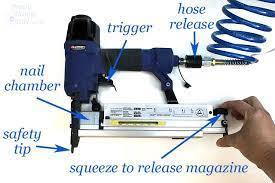 hose
release
trigger
nail
chamber
safety
tip
squeeze to release magazine